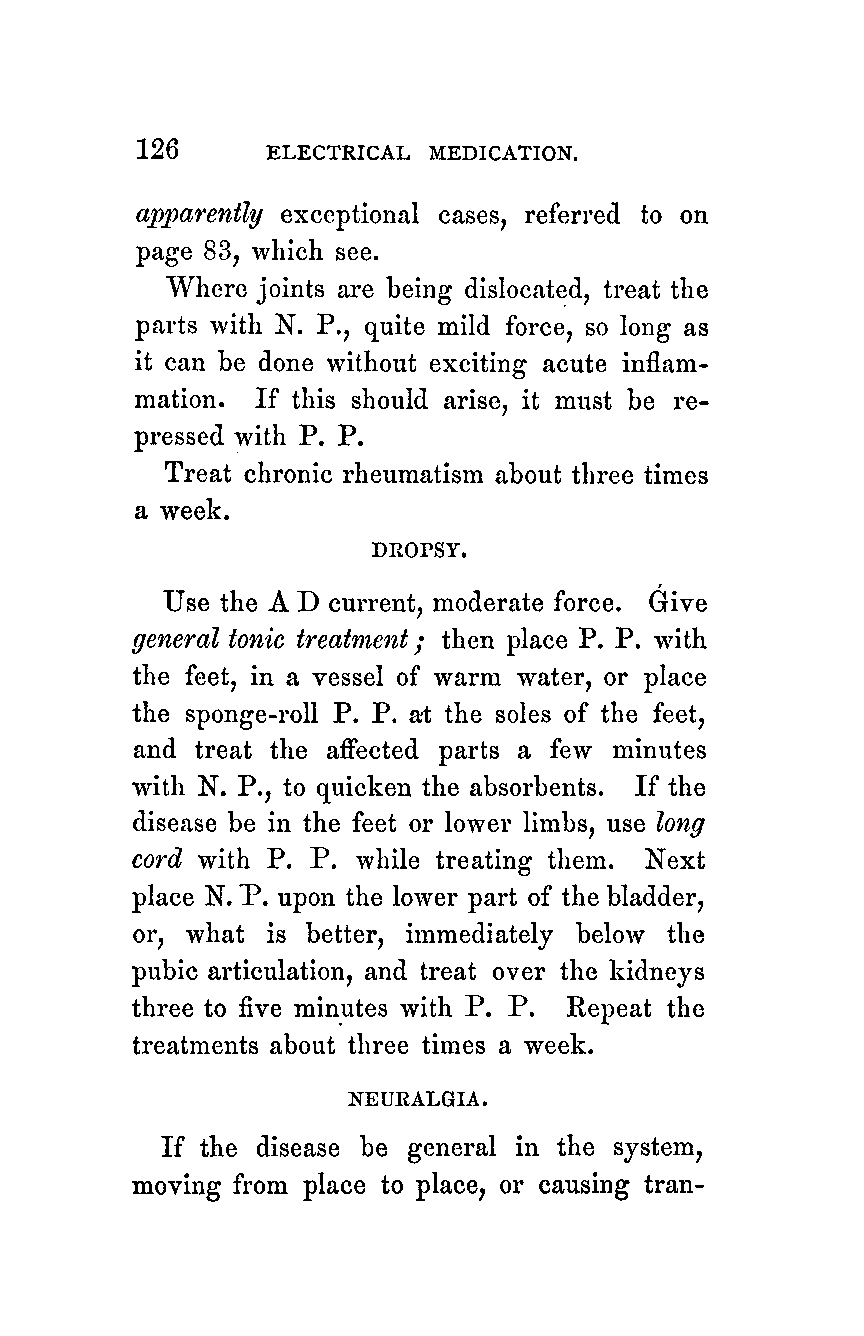 126 ELECTRICAL MEDICATION.
apparently exceptional cases, referred to on
page 83, which see.
Where joints are being dislocated, treat the
parts with N. P., quite mild force, so long as
it can be done without exciting acute inflam-
mation. If this should arise, it must be re-
pressed with P. P.
Treat chronic rheumatism about three times
a week.
DROPSY.
Use the A D current, moderate force. Give
general tonic treatment; then place P. P. with
the feet, in a vessel of warm water, or place
the sponge-roll P. P. at the soles of the feet,
and treat the affected parts a few minutes
with N. P., to quicken the absorbents. If the
disease be in the feet or lower limbs, use long
cord with P. P. while treating them. Next
place N. P. upon the lower part of the bladder,
or, what is better, immediately below the
pubic articulation, and treat over the kidneys
three to five minutes with P. P. Repeat the
treatments about three times a week.
NEURALGIA.
If the disease be general in the system,
moving from place to place, or causing tran-